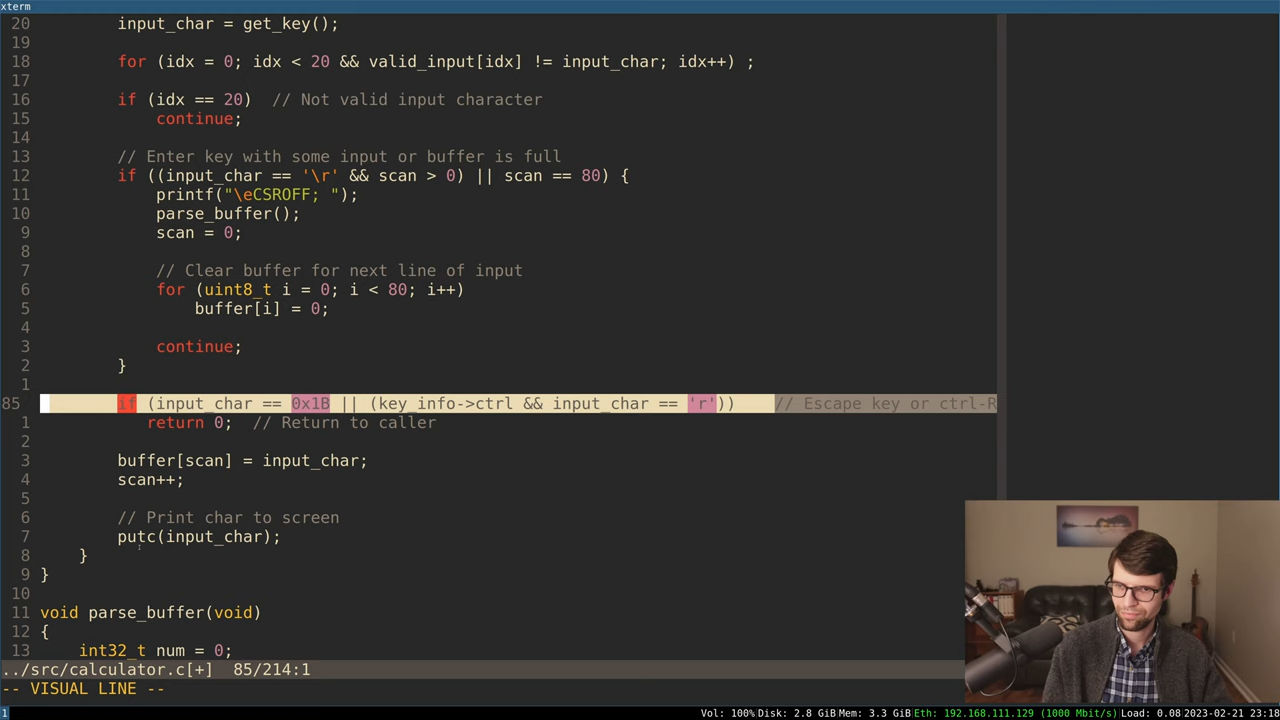 xterm
20 input_char = get_key();
19
18 for (idx = 0; idx < 20 && valid_input[idx] != input_char; idx++) ;
17
16 if (idx == 20)  // Not valid input character
15 continue;
14
13 // Enter key with some input or buffer is full
12 if ((input_char == '\r' && scan > 0) || scan == 80) {
11 printf("\eCSROFF; ");
10 parse_buffer();
9 scan = 0;
8
7 // Clear buffer for next line of input
6 for (uint8_t i = 0; i < 80; i++)
5 buffer[i] = 0;
4
3 continue;
2 }
1
85 if (input_char == 0x1B || (key_info->ctrl && input_char == 'r'))    // Escape key or ctrl-R
1 return 0;  // Return to caller
2
3 buffer[scan] = input_char;
4 scan++;
5
6 // Print char to screen
7 putc(input_char);
8 }
9 }
10
11 void parse_buffer(void)
12 {
13 int32_t num = 0;
../src/calculator.c[+]  85/214:1
-- VISUAL LINE --
1 Vol: 100% Disk: 2.8 GiB Mem: 3.3 GiB Eth: 192.168.111.129 (1000 Mbit/s) Load: 0.08 2023-02-21 23:18